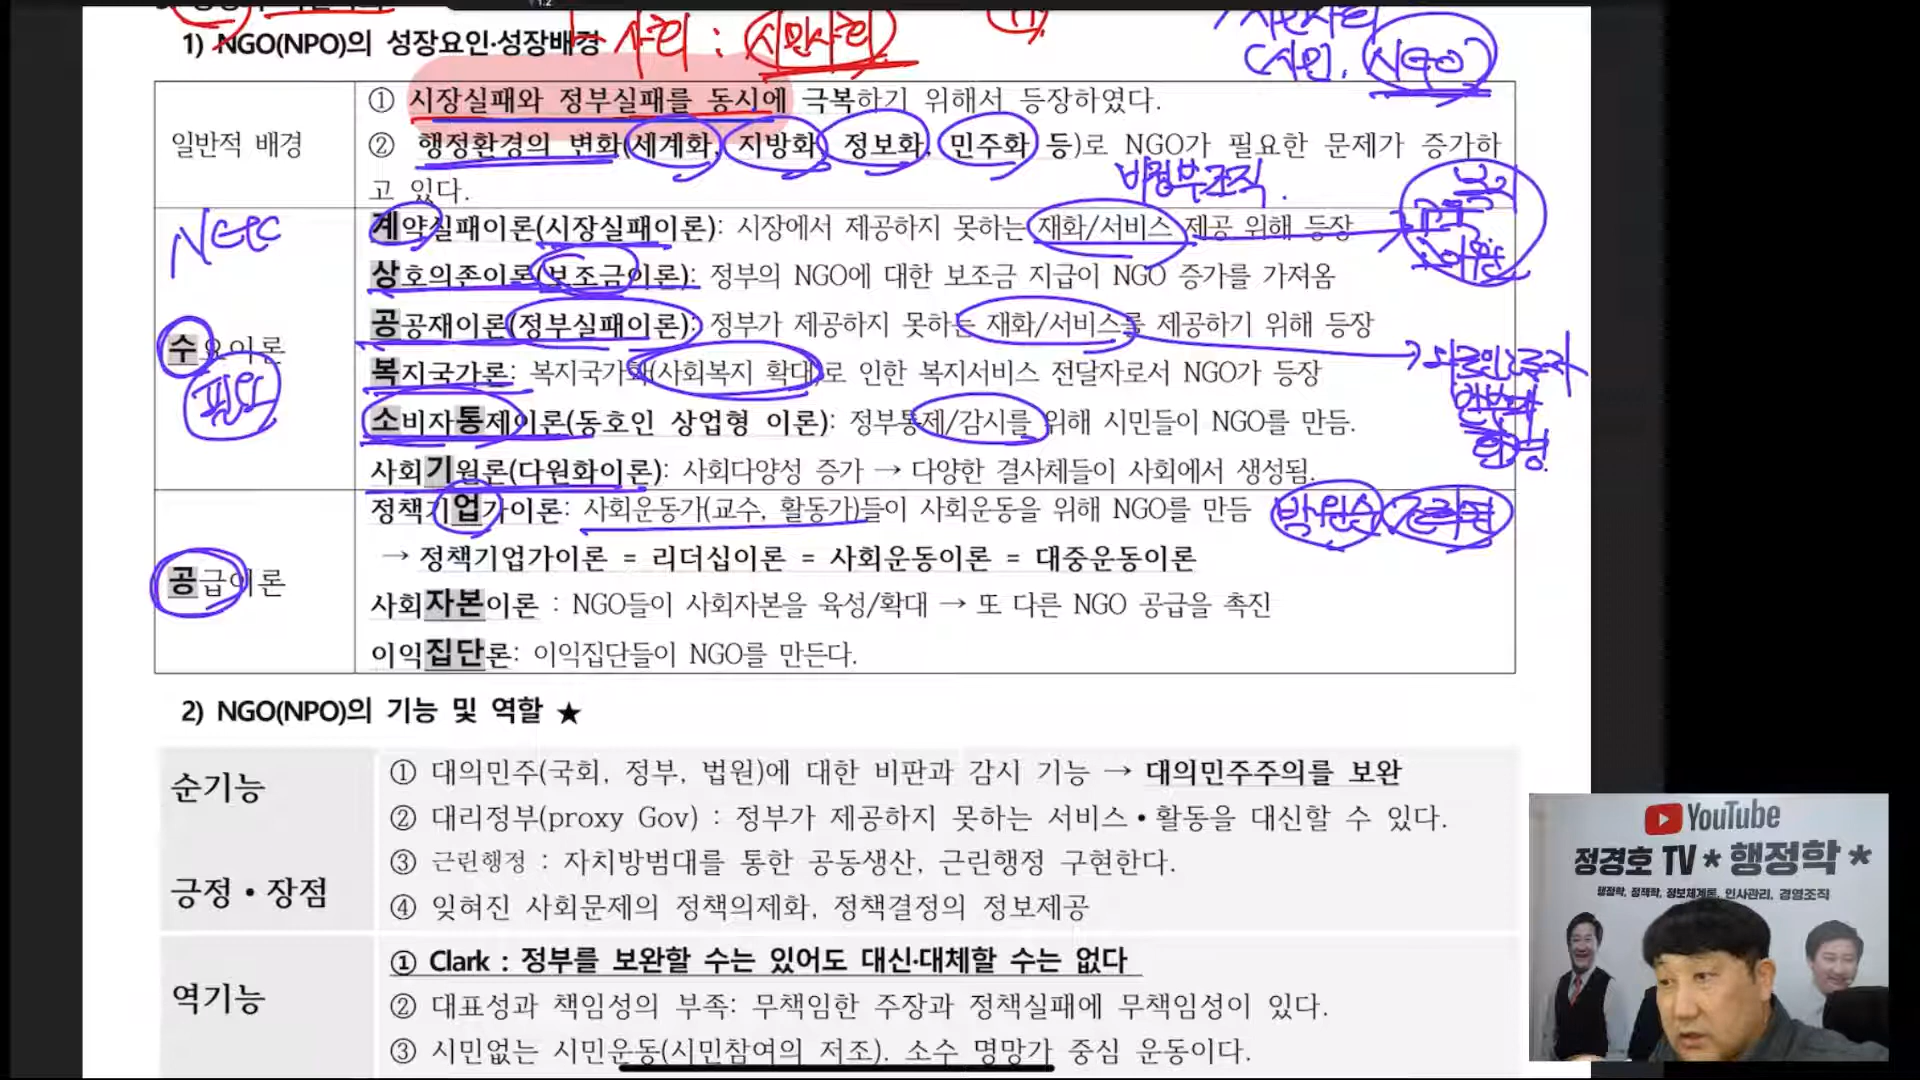 1) NGO(NPO)의 성장요인·성장배경
사회 : 시민사회
(시민, NGO)
일반적 배경
① 시장실패와 정부실패를 동시에 극복하기 위해서 등장하였다.
② 행정환경의 변화(세계화, 지방화, 정보화, 민주화 등)로 NGO가 필요한 문제가 증가하
고 있다.
비정부조직
수요이론
필요
계약실패이론(시장실패이론): 시장에서 제공하지 못하는 재화/서비스 제공 위해 등장
상호의존이론(보조금이론): 정부의 NGO에 대한 보조금 지급이 NGO 증가를 가져옴
공공재이론(정부실패이론): 정부가 제공하지 못하는 재화/서비스를 제공하기 위해 등장
복지국가론: 복지국가화(사회복지 확대)로 인한 복지서비스 전달자로서 NGO가 등장
소비자통제이론(동호인 상업형 이론): 정부통제/감시를 위해 시민들이 NGO를 만듬.
사회기원론(다원화이론): 사회다양성 증가 → 다양한 결사체들이 사회에서 생성됨.
외국인근로자
공급이론
정책기업가이론: 사회운동가(교수, 활동가)들이 사회운동을 위해 NGO를 만듬
박원순
→ 정책기업가이론 = 리더십이론 = 사회운동이론 = 대중운동이론
사회자본이론 : NGO들이 사회자본을 육성/확대 → 또 다른 NGO 공급을 촉진
이익집단론: 이익집단들이 NGO를 만든다.
2) NGO(NPO)의 기능 및 역할 ★
순기능
긍정·장점
① 대의민주(국회, 정부, 법원)에 대한 비판과 감시 기능 → 대의민주주의를 보완
② 대리정부(proxy Gov) : 정부가 제공하지 못하는 서비스·활동을 대신할 수 있다.
③ 근린행정 : 자치방범대를 통한 공동생산, 근린행정 구현한다.
④ 잊혀진 사회문제의 정책의제화, 정책결정의 정보제공
역기능
① Clark : 정부를 보완할 수는 있어도 대신·대체할 수는 없다
② 대표성과 책임성의 부족: 무책임한 주장과 정책실패에 무책임성이 있다.
③ 시민없는 시민운동(시민참여의 저조). 소수 명망가 중심 운동이다.
YouTube
정경호 TV * 행정학 *
행정학, 정책학, 정보체계론, 인사관리, 경영조직